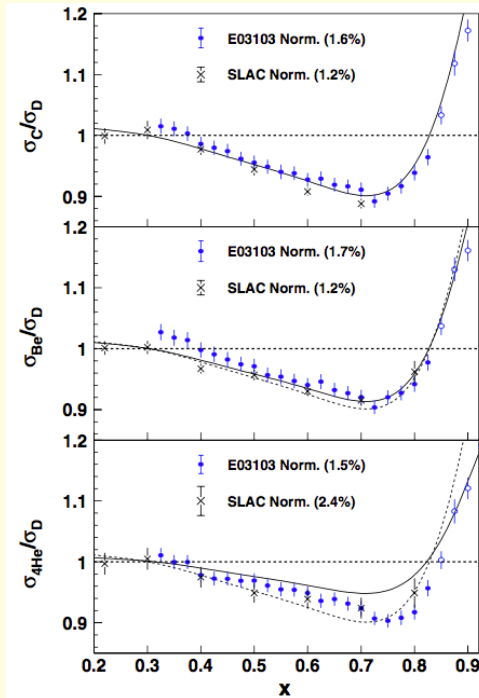 1.2
E03103 Norm. (1.6%)
SLAC Norm. (1.2%)
1.1
σC/σD
1
0.9
1.2
E03103 Norm. (1.7%)
SLAC Norm. (1.2%)
1.1
σBe/σD
1
0.9
1.2
E03103 Norm. (1.5%)
SLAC Norm. (2.4%)
1.1
σ4He/σD
1
0.9
0.2 0.3 0.4 0.5 0.6 0.7 0.8 0.9
x